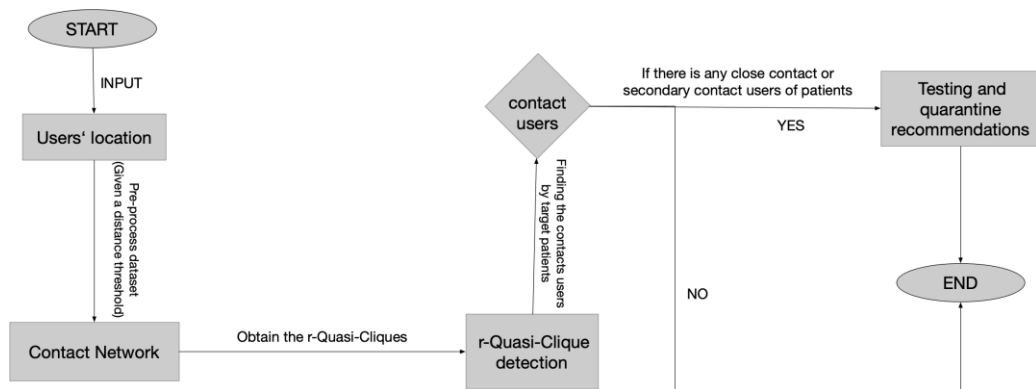 START
INPUT
Users‘ location
Pre-process dataset
(Given a distance threshold)
Contact Network
Obtain the r-Quasi-Cliques
r-Quasi-Clique
detection
Finding the contacts users
by target patients
contact
users
If there is any close contact or
secondary contact users of patients
YES
NO
Testing and
quarantine
recommendations
END